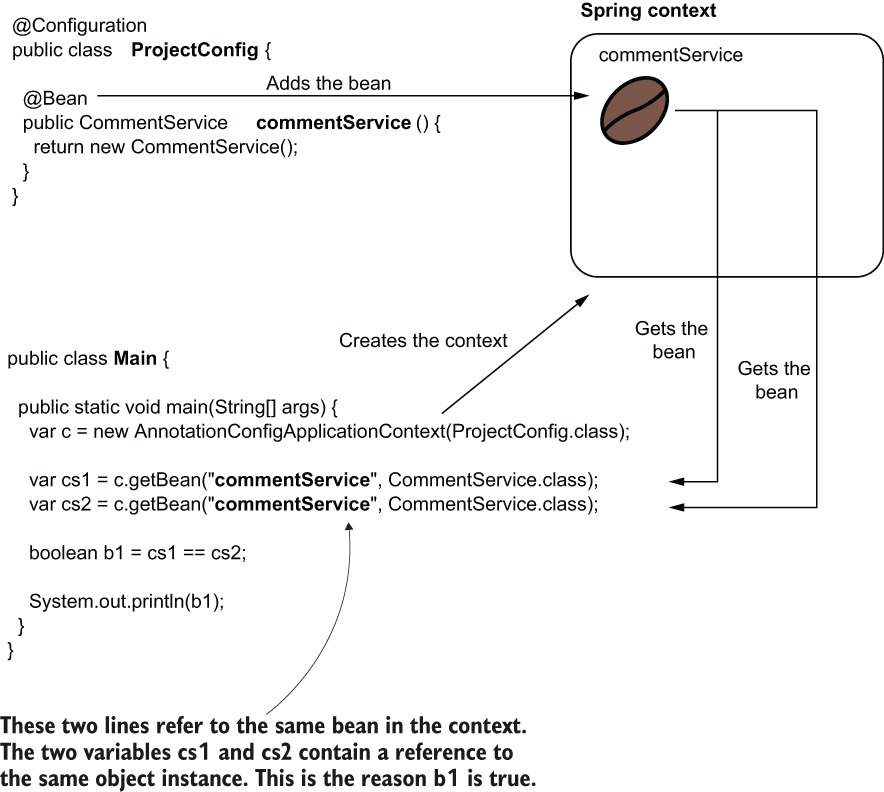 Spring context
@Configuration
public class ProjectConfig {
@Bean
public CommentService commentService () {
return new CommentService();
}
}
Adds the bean
commentService
Creates the context
Gets the
bean
Gets the
bean
public class Main {
public static void main(String[] args) {
var c = new AnnotationConfigApplicationContext(ProjectConfig.class);
var cs1 = c.getBean("commentService", CommentService.class);
var cs2 = c.getBean("commentService", CommentService.class);
boolean b1 = cs1 == cs2;
System.out.println(b1);
}
}
These two lines refer to the same bean in the context.
The two variables cs1 and cs2 contain a reference to
the same object instance. This is the reason b1 is true.